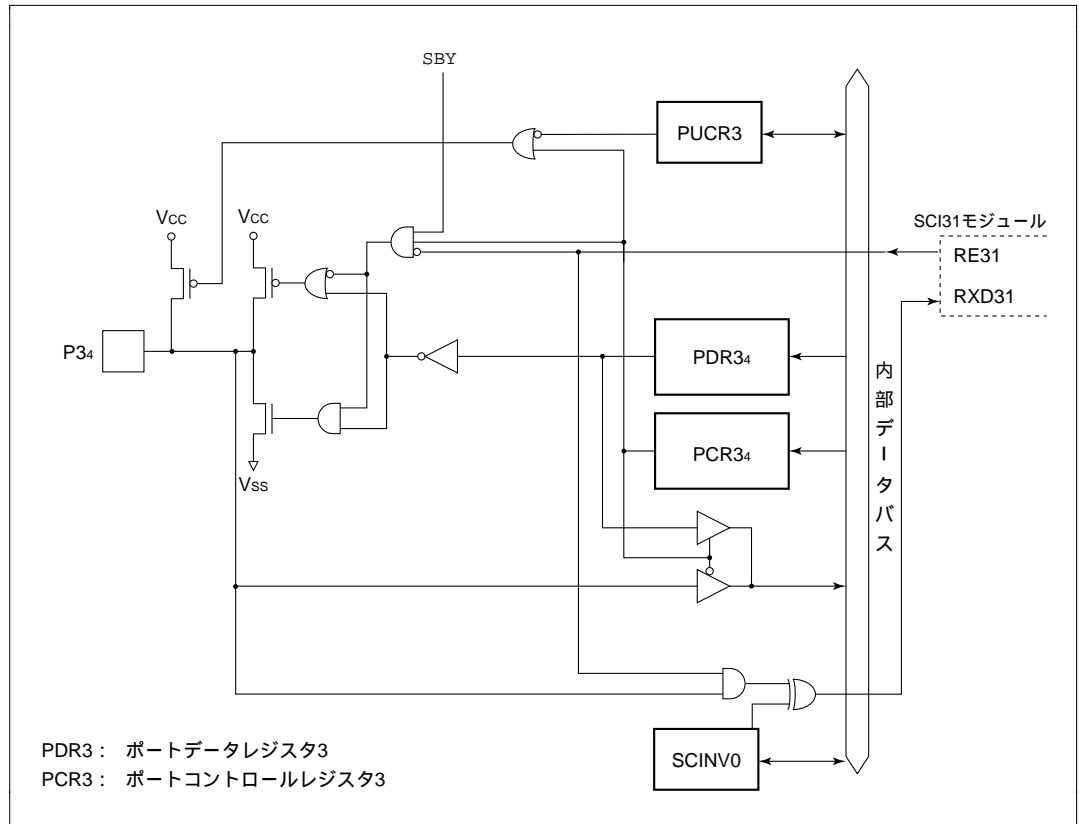 SBY
PUCR3
VCC
VCC
SCI31モジュール
RE31
RXD31
P34
PDR34
内部データバス
PCR34
VSS
SCINV0
PDR3： ポートデータレジスタ3
PCR3： ポートコントロールレジスタ3